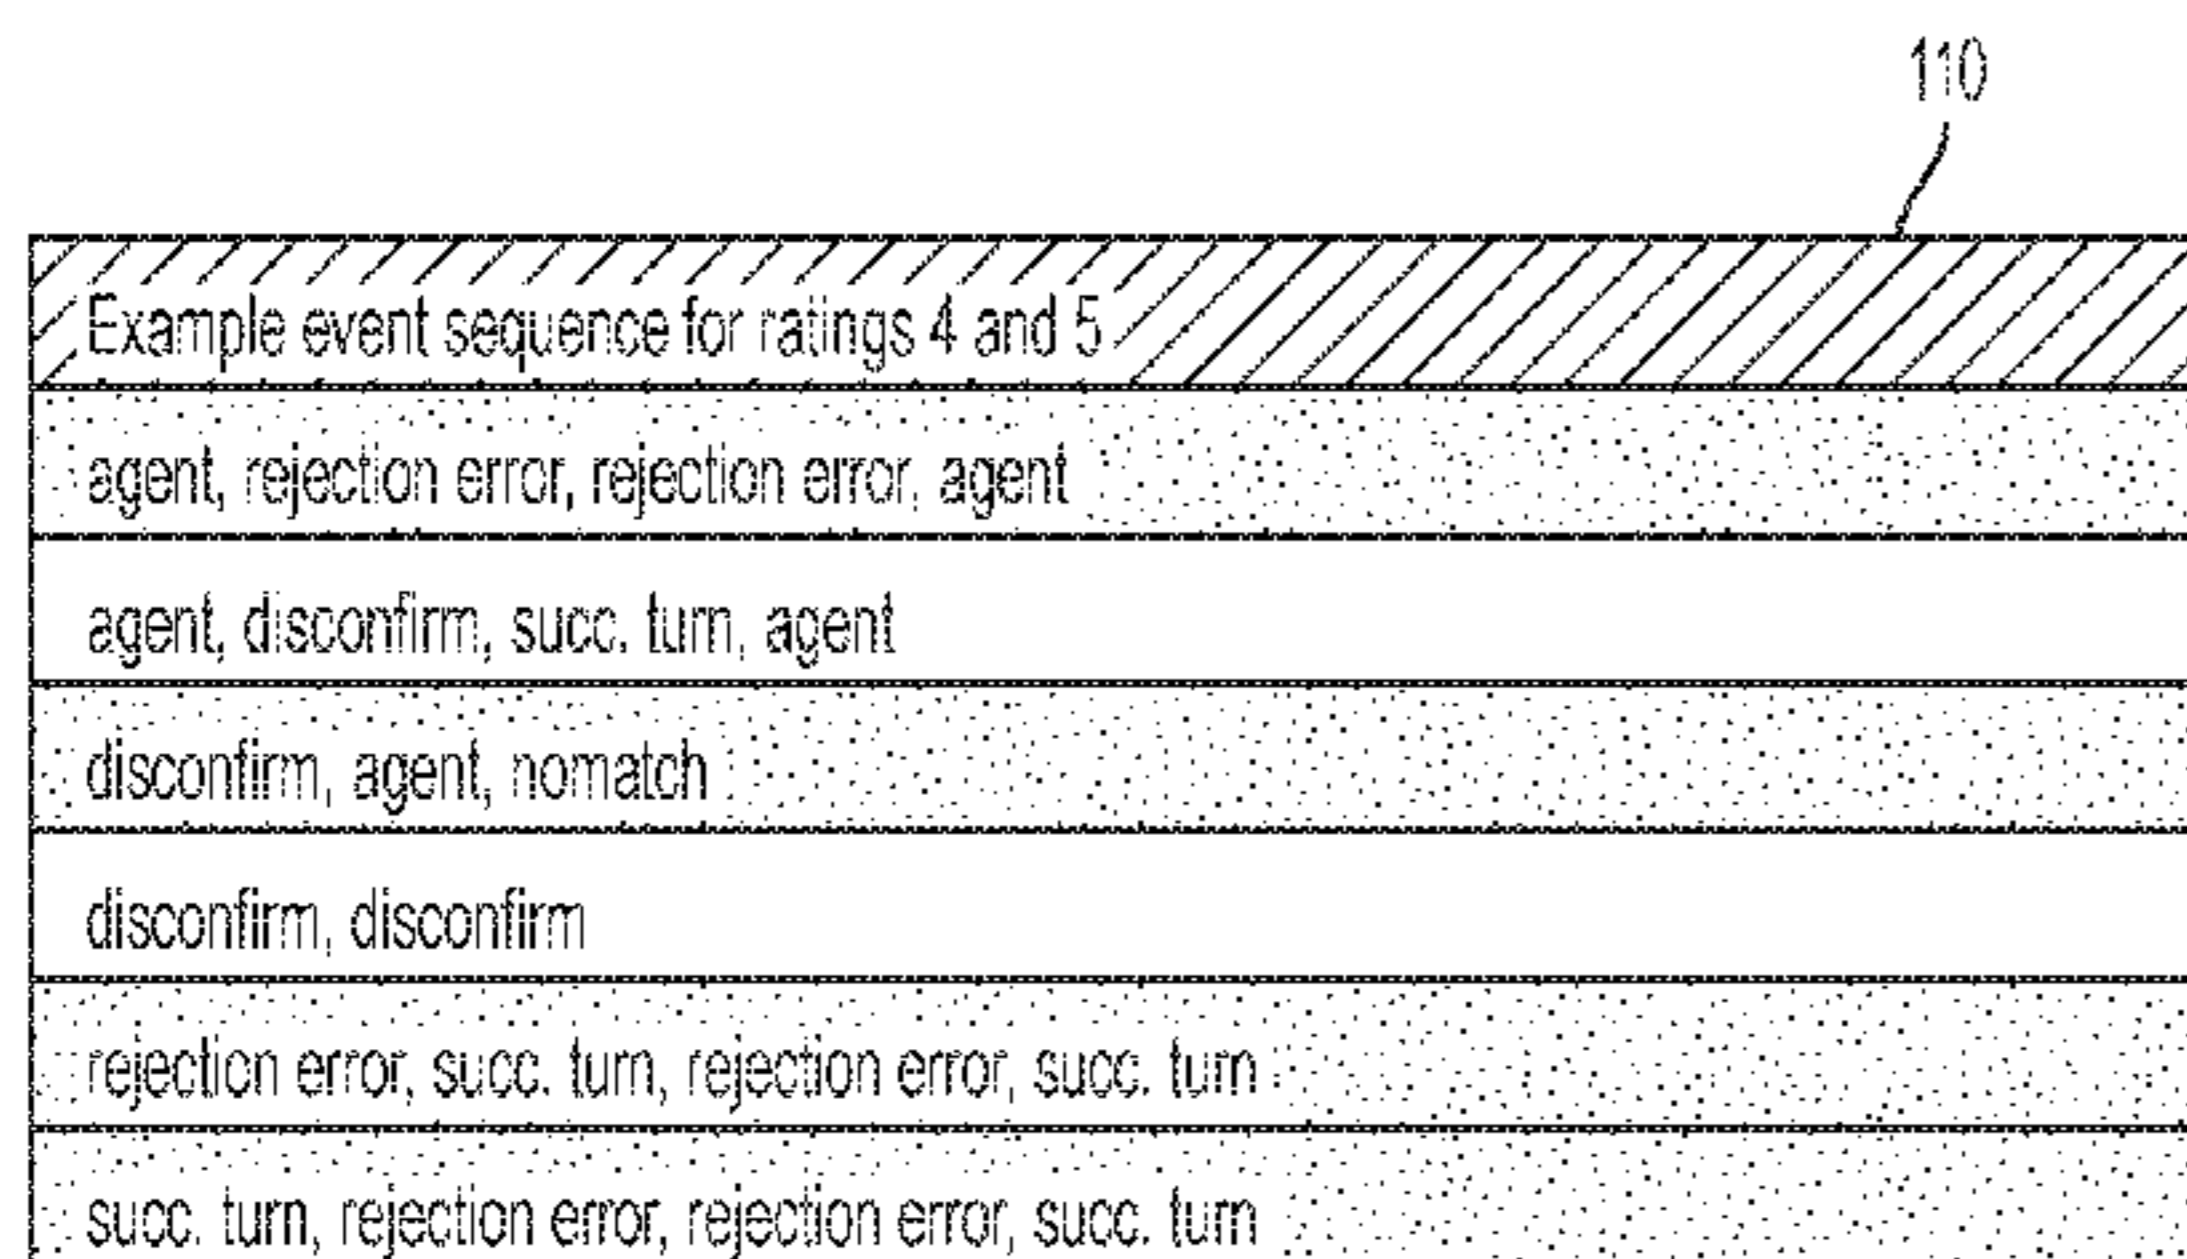 110
Example event sequence for ratings 4 and 5
agent, rejection error, rejection error, agent
agent, disconfirm, succ. turn, agent
disconfirm, agent, nomatch
disconfirm, disconfirm
rejection error, succ. turn, rejection error, succ. turn
succ. turn, rejection error, rejection error, succ. turn